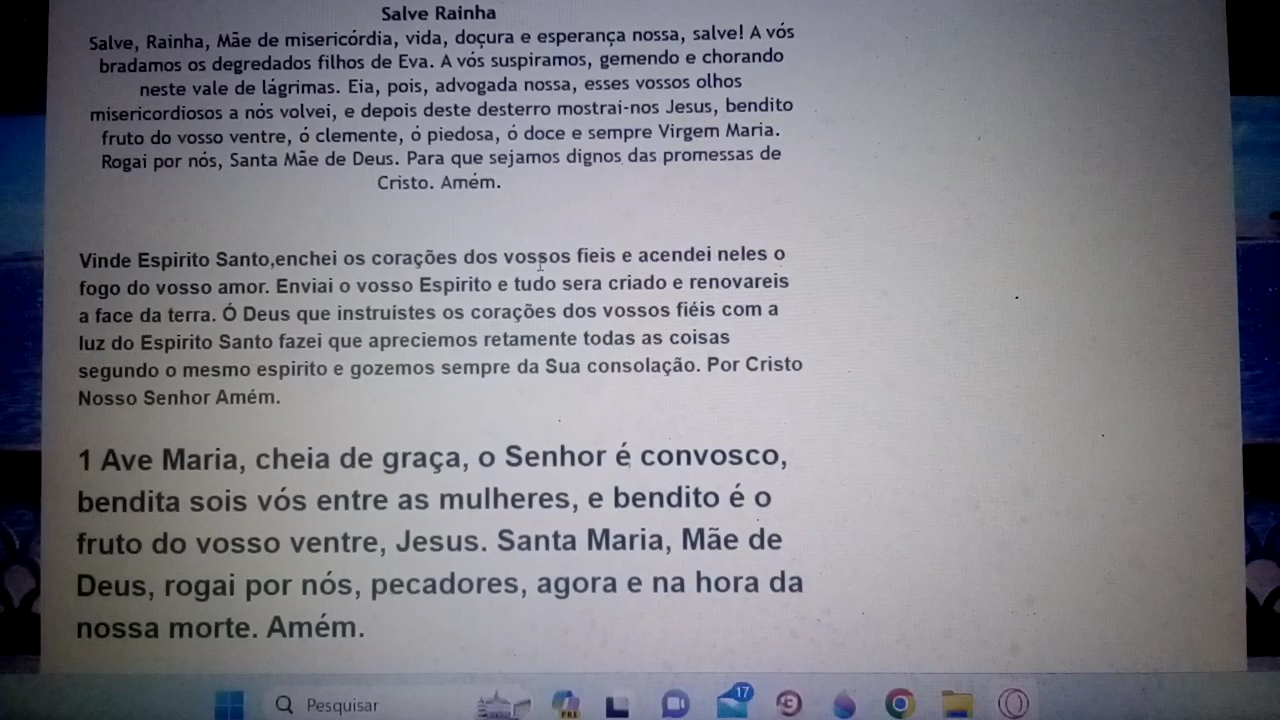 Salve Rainha
Salve, Rainha, Mãe de misericórdia, vida, doçura e esperança nossa, salve! A vós
bradamos os degredados filhos de Eva. A vós suspiramos, gemendo e chorando
neste vale de lágrimas. Eia, pois, advogada nossa, esses vossos olhos
misericordiosos a nós volvei, e depois deste desterro mostrai-nos Jesus, bendito
fruto do vosso ventre, ó clemente, ó piedosa, ó doce e sempre Virgem Maria.
Rogai por nós, Santa Mãe de Deus. Para que sejamos dignos das promessas de
Cristo. Amém.
Vinde Espirito Santo,enchei os corações dos vossos fieis e acendei neles o
fogo do vosso amor. Enviai o vosso Espirito e tudo sera criado e renovareis
a face da terra. Ó Deus que instruístes os corações dos vossos fiéis com a
luz do Espirito Santo fazei que apreciemos retamente todas as coisas
segundo o mesmo espirito e gozemos sempre da Sua consolação. Por Cristo
Nosso Senhor Amém.
1 Ave Maria, cheia de graça, o Senhor é convosco,
bendita sois vós entre as mulheres, e bendito é o
fruto do vosso ventre, Jesus. Santa Maria, Mãe de
Deus, rogai por nós, pecadores, agora e na hora da
nossa morte. Amém.
Pesquisar
17